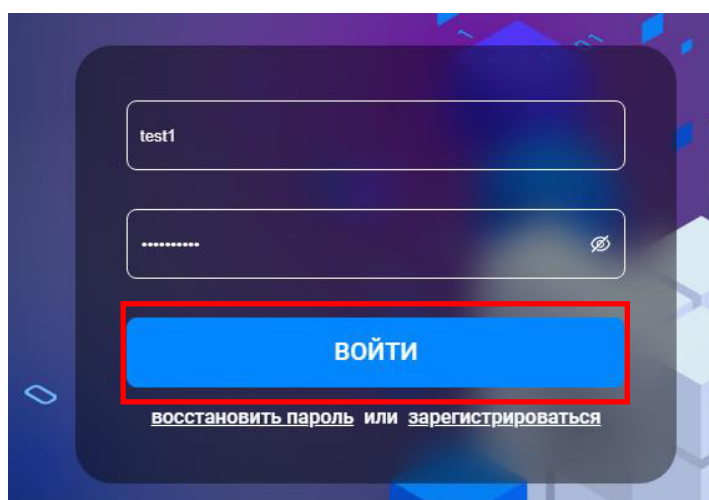 test1
••••••••••
ВОЙТИ
восстановить пароль или зарегистрироваться